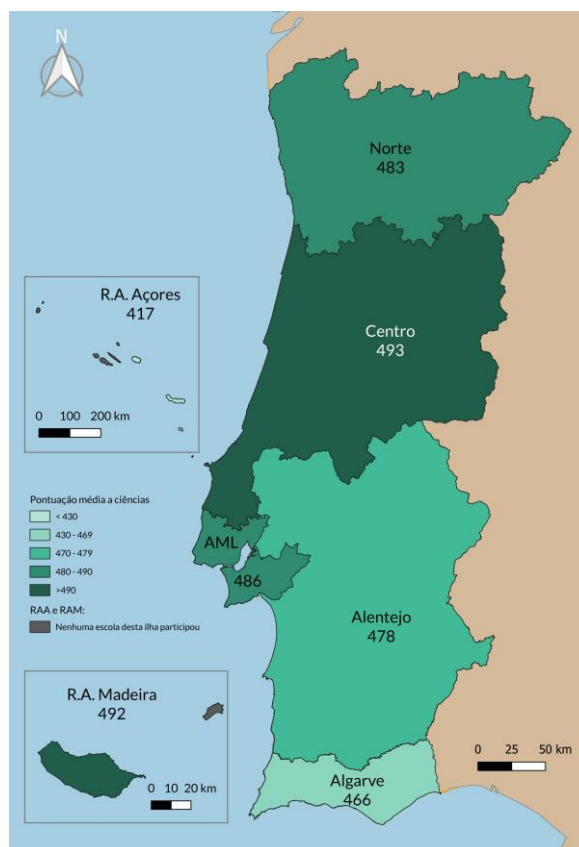 N
Norte
483
R.A. Açores
417
0 100 200 km
Centro
493
Pontuação média a ciências
< 430
430 - 469
470 - 479
480 - 490
>490
RAA e RAM:
Nenhuma escola desta ilha participou
AML
486
Alentejo
478
R.A. Madeira
492
0 10 20 km
0 25 50 km
Algarve
466